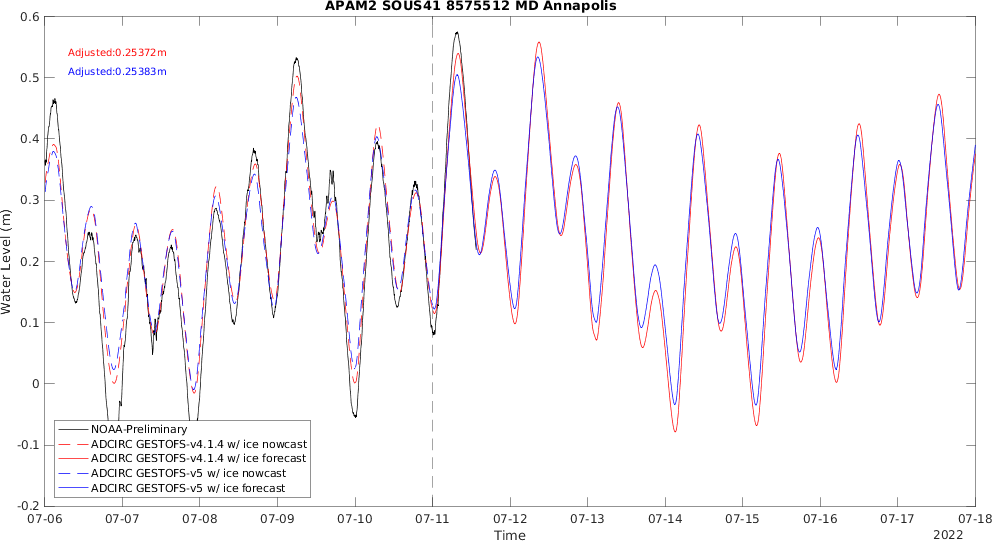 APAM2 SOUS41 8575512 MD Annapolis
0.6
0.5
0.4
0.3
0.2
0.1
0
-0.1
-0.2
Water Level (m)
Adjusted:0.25372m
Adjusted:0.25383m
NOAA-Preliminary
ADCIRC GESTOFS-v4.1.4 w/ ice nowcast
ADCIRC GESTOFS-v4.1.4 w/ ice forecast
ADCIRC GESTOFS-v5 w/ ice nowcast
ADCIRC GESTOFS-v5 w/ ice forecast
07-06 07-07 07-08 07-09 07-10 07-11 07-12 07-13 07-14 07-15 07-16 07-17 07-18
Time
2022